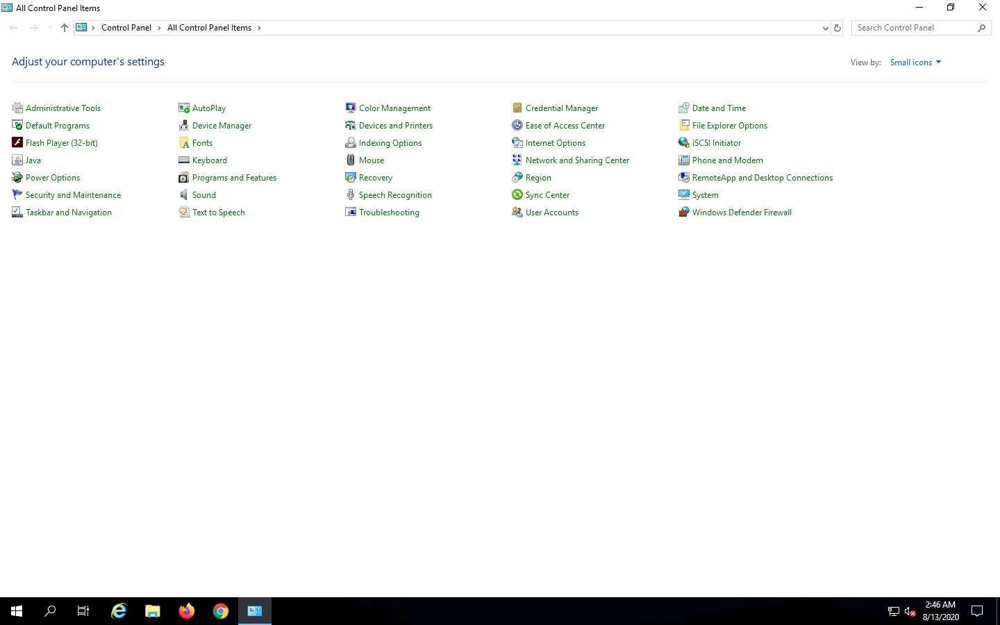 All Control Panel Items
Control Panel All Control Panel Items
Search Control Panel
Adjust your computer's settings
View by: Small icons
Administrative Tools AutoPlay Color Management Credential Manager Date and Time
Default Programs Device Manager Devices and Printers Ease of Access Center File Explorer Options
Flash Player (32-bit) Fonts Indexing Options Internet Options iSCSI Initiator
Java Keyboard Mouse Network and Sharing Center Phone and Modem
Power Options Programs and Features Recovery Region RemoteApp and Desktop Connections
Security and Maintenance Sound Speech Recognition Sync Center System
Taskbar and Navigation Text to Speech Troubleshooting User Accounts Windows Defender Firewall
2:46 AM
8/13/2020